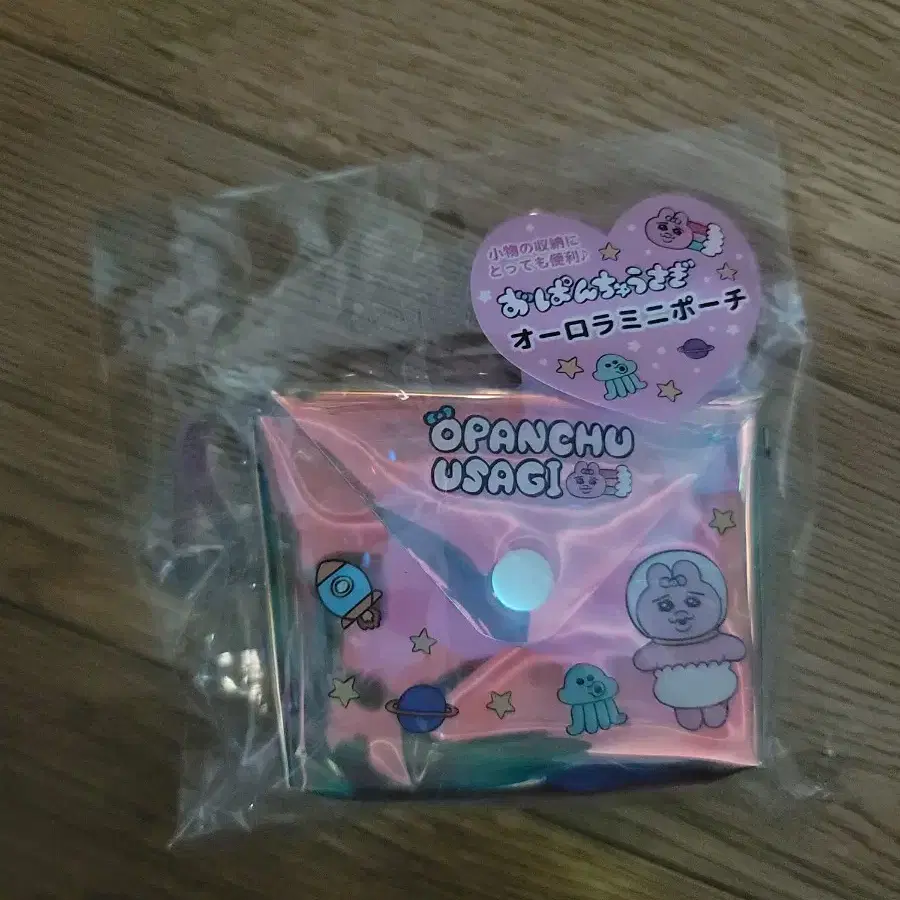 小物の収納に
とっても便利♪
おぱんちゅうさぎ
オーロラミニポーチ
OPANCHU
USAGI